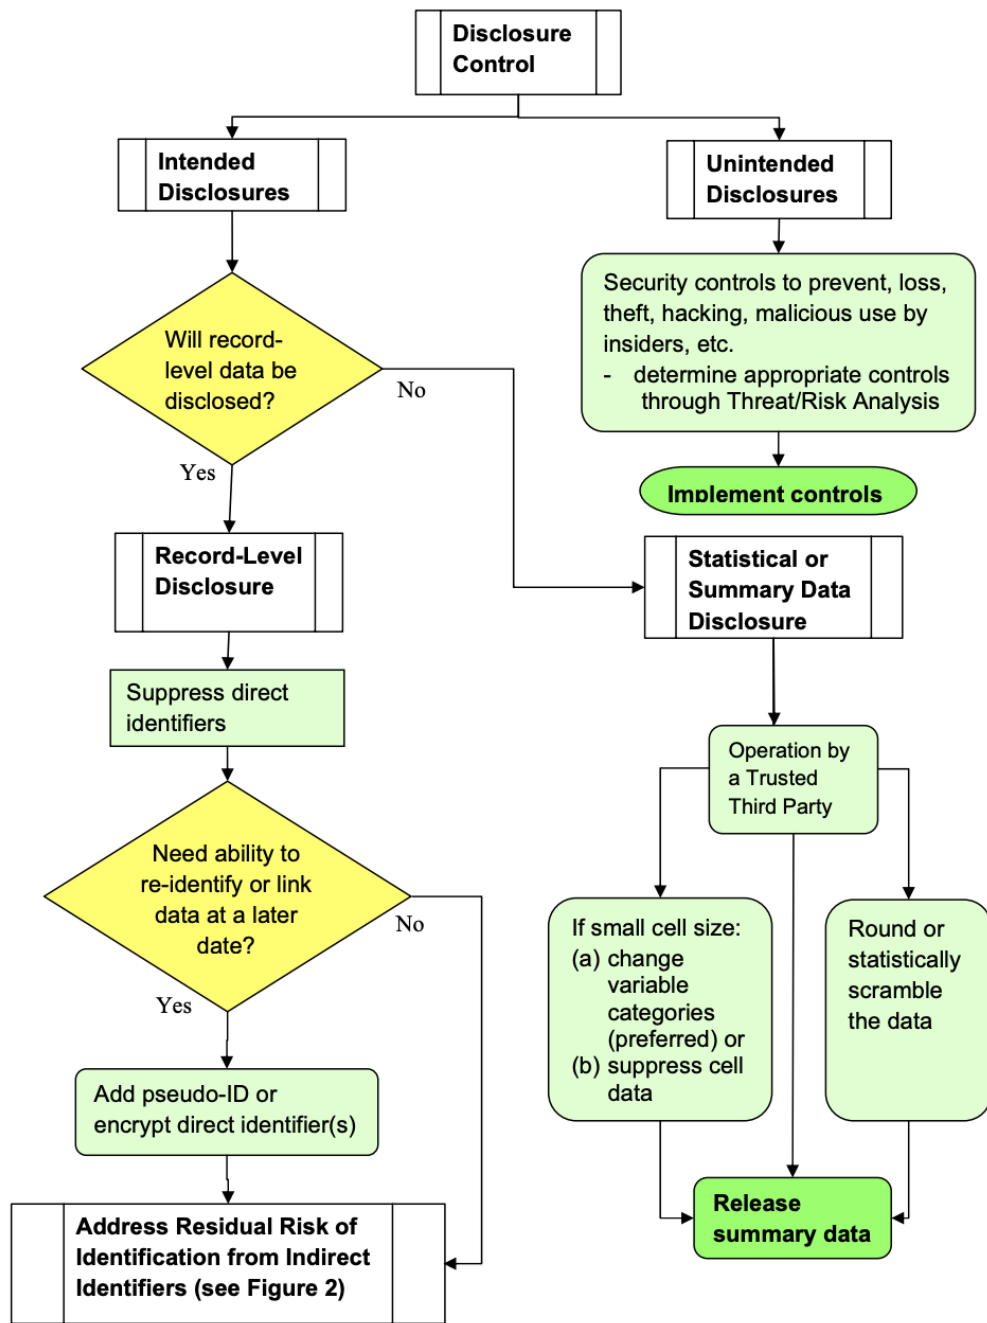 Disclosure
Control
Intended
Disclosures
Unintended
Disclosures
Security controls to prevent, loss,
theft, hacking, malicious use by
insiders, etc.
- determine appropriate controls
through Threat/Risk Analysis
Implement controls
Will record-
level data be
disclosed?
No
Yes
Record-Level
Disclosure
Statistical or
Summary Data
Disclosure
Suppress direct
identifiers
Operation by
a Trusted
Third Party
Need ability to
re-identify or link
data at a later
date?
No
Yes
If small cell size:
(a) change
variable
categories
(preferred) or
(b) suppress cell
data
Round or
statistically
scramble
the data
Add pseudo-ID or
encrypt direct identifier(s)
Address Residual Risk of
Identification from Indirect
Identifiers (see Figure 2)
Release
summary data